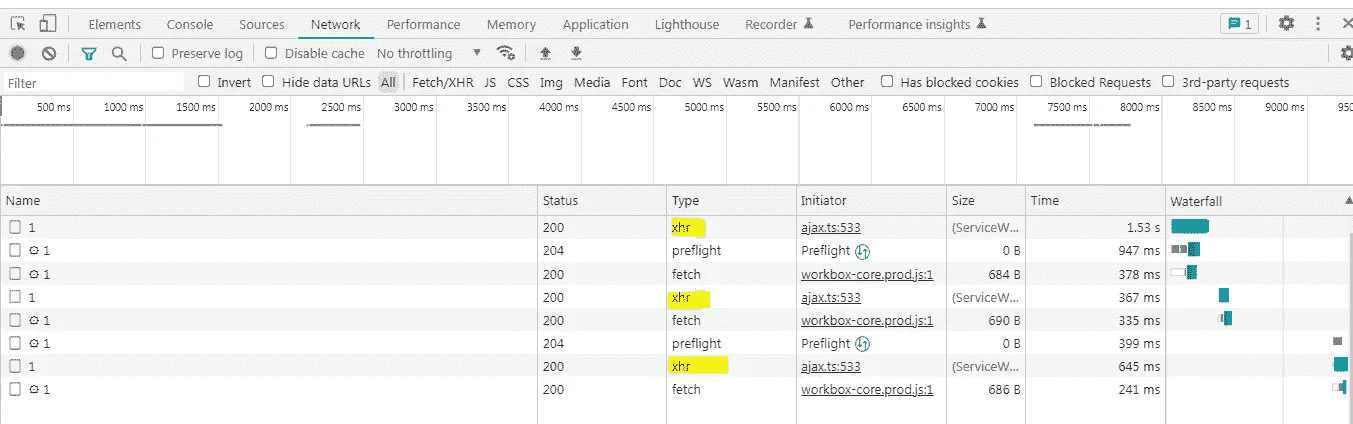 Elements Console Sources Network Performance Memory Application Lighthouse Recorder Performance insights 1
Preserve log Disable cache No throttling
Filter Invert Hide data URLs All Fetch/XHR JS CSS Img Media Font Doc WS Wasm Manifest Other Has blocked cookies Blocked Requests 3rd-party requests
500 ms 1000 ms 1500 ms 2000 ms 2500 ms 3000 ms 3500 ms 4000 ms 4500 ms 5000 ms 5500 ms 6000 ms 6500 ms 7000 ms 7500 ms 8000 ms 8500 ms 9000 ms 950
Name Status Type Initiator Size Time Waterfall
1 200 xhr ajax.ts:533 (ServiceW... 1.53 s
1 204 preflight Preflight 0 B 947 ms
1 200 fetch workbox-core.prod.js:1 684 B 378 ms
1 200 xhr ajax.ts:533 (ServiceW... 367 ms
1 200 fetch workbox-core.prod.js:1 690 B 335 ms
1 204 preflight Preflight 0 B 399 ms
1 200 xhr ajax.ts:533 (ServiceW... 645 ms
1 200 fetch workbox-core.prod.js:1 686 B 241 ms